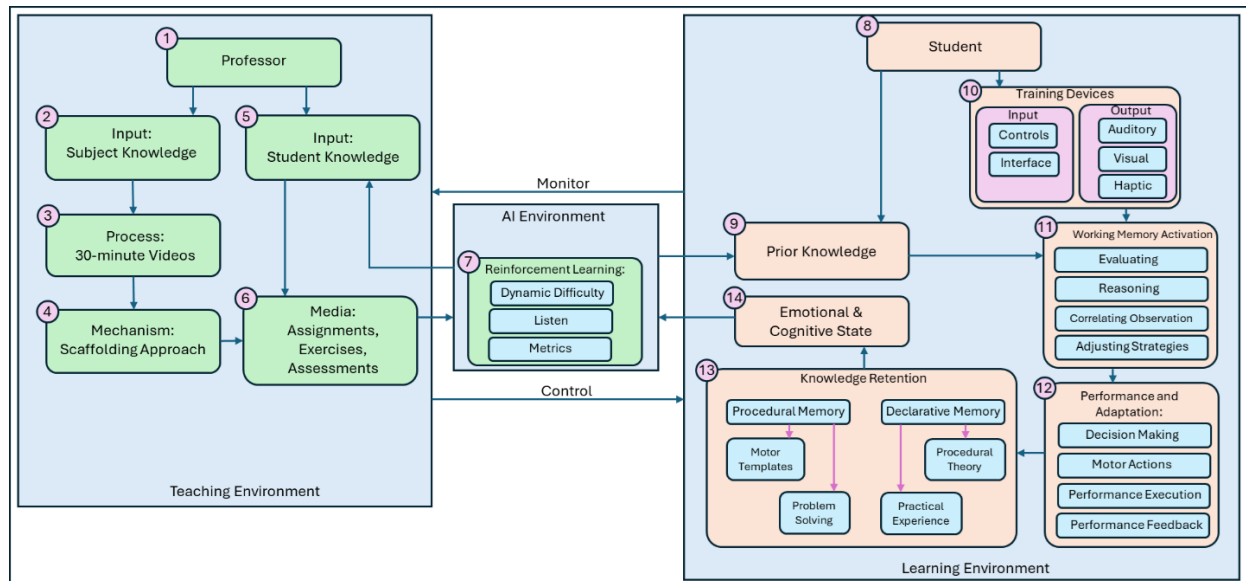 1
Professor
2
Input:
Subject Knowledge
3
Process:
30-minute Videos
4
Mechanism:
Scaffolding Approach
5
Input:
Student Knowledge
6
Media:
Assignments,
Exercises,
Assessments
Teaching Environment
Monitor
AI Environment
7
Reinforcement Learning:
Dynamic Difficulty
Listen
Metrics
Control
8
Student
9
Prior Knowledge
10
Training Devices
Input
Controls
Interface
Output
Auditory
Visual
Haptic
11
Working Memory Activation
Evaluating
Reasoning
Correlating Observation
Adjusting Strategies
12
Performance and
Adaptation:
Decision Making
Motor Actions
Performance Execution
Performance Feedback
13
Knowledge Retention
Procedural Memory
Motor
Templates
Problem
Solving
Declarative Memory
Procedural
Theory
Practical
Experience
14
Emotional &
Cognitive State
Learning Environment